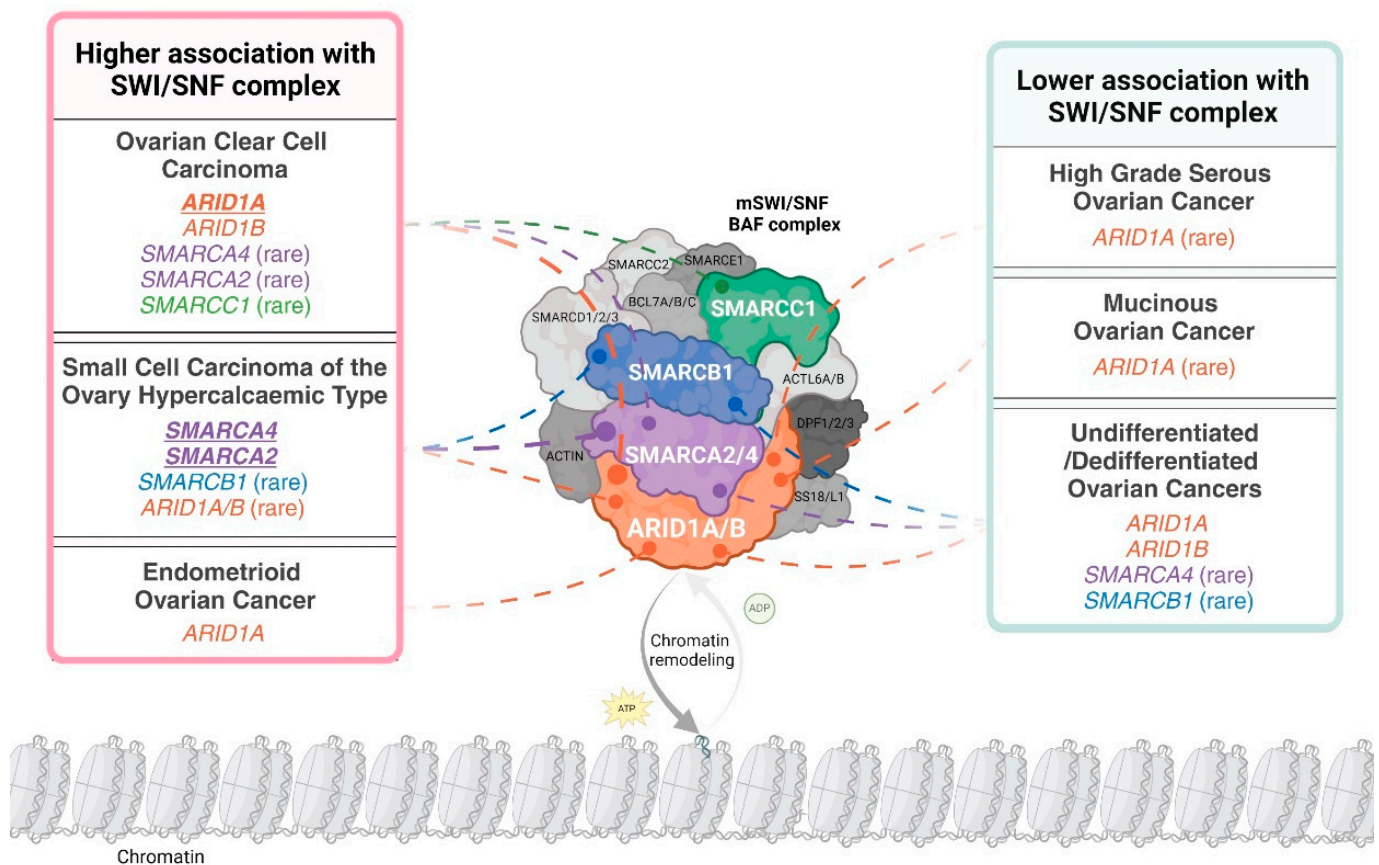 Higher association with
SWI/SNF complex
Ovarian Clear Cell
Carcinoma
ARID1A
ARID1B
SMARCA4 (rare)
SMARCA2 (rare)
SMARCC1 (rare)
Small Cell Carcinoma of the
Ovary Hypercalcaemic Type
SMARCA4
SMARCA2
SMARCB1 (rare)
ARID1A/B (rare)
Endometrioid
Ovarian Cancer
ARID1A
mSWI/SNF
BAF complex
SMARCC2
SMARCE1
BCL7A/B/C
SMARCD1/2/3
SMARCC1
SMARCB1
ACTL6A/B
DPF1/2/3
ACTIN
SMARCA2/4
SS18/L1
ARID1A/B
ADP
Chromatin
remodeling
ATP
Lower association with
SWI/SNF complex
High Grade Serous
Ovarian Cancer
ARID1A (rare)
Mucinous
Ovarian Cancer
ARID1A (rare)
Undifferentiated
/Dedifferentiated
Ovarian Cancers
ARID1A
ARID1B
SMARCA4 (rare)
SMARCB1 (rare)
Chromatin